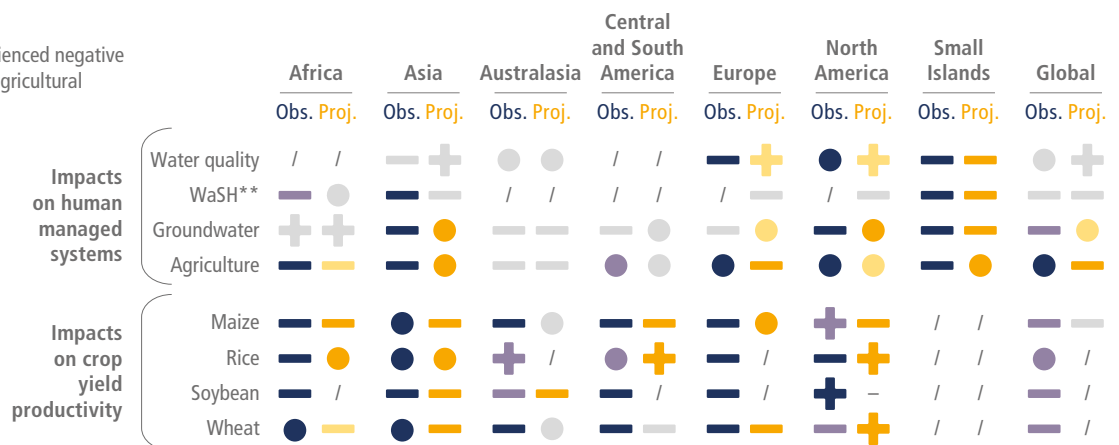 ienced negative
gricultural
Central
and South
America
North
America
Small
Islands
Africa
Asia
Australasia
Europe
Global
Obs. Proj. Obs. Proj. Obs. Proj. Obs. Proj. Obs. Proj. Obs. Proj. Obs. Proj. Obs. Proj.
Impacts
on human
managed
systems
Water quality / / / /
WaSH** / / / / / /
Groundwater
Agriculture
Impacts
on crop
yield
productivity
Maize / /
Rice / / / / /
Soybean / / / – / / /
Wheat / / /